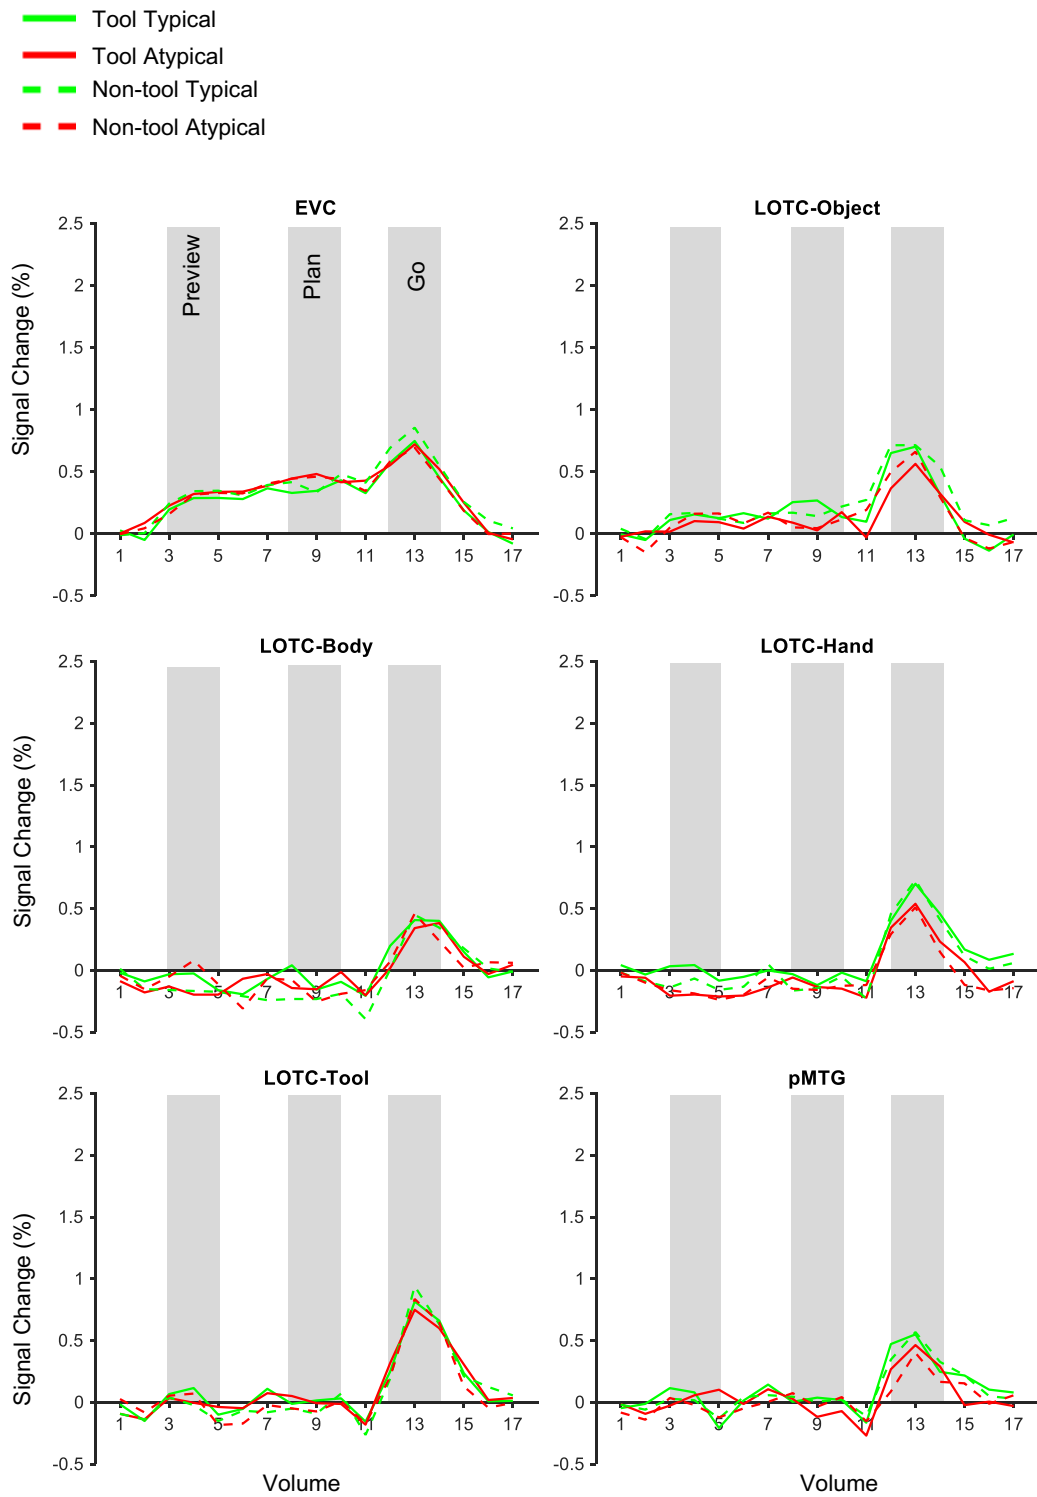 Tool Typical
Tool Atypical
Non-tool Typical
Non-tool Atypical
EVC
Signal Change (%)
2.5
2
1.5
1
0.5
0
-0.5
Preview
Plan
Go
1 3 5 7 9 11 13 15 17
LOTC-Object
2.5
2
1.5
1
0.5
0
-0.5
1 3 5 7 9 11 13 15 17
LOTC-Body
Signal Change (%)
2.5
2
1.5
1
0.5
0
-0.5
1 3 5 7 9 11 13 15 17
LOTC-Hand
2.5
2
1.5
1
0.5
0
-0.5
1 3 5 7 9 11 13 15 17
LOTC-Tool
Signal Change (%)
2.5
2
1.5
1
0.5
0
-0.5
1 3 5 7 9 11 13 15 17
Volume
pMTG
2.5
2
1.5
1
0.5
0
-0.5
1 3 5 7 9 11 13 15 17
Volume